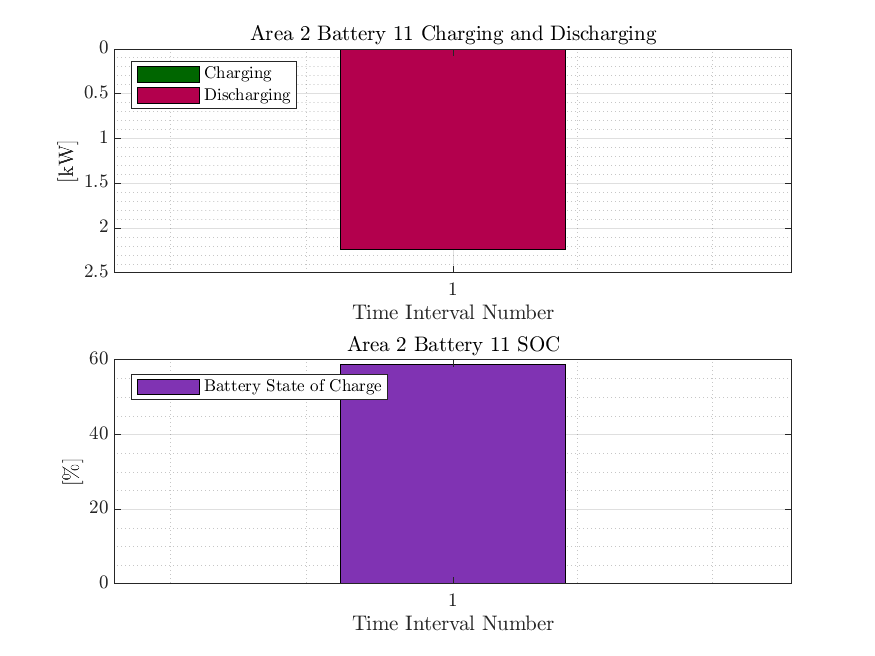 Area 2 Battery 11 Charging and Discharging
0
0.5
1
1.5
2
2.5
[kW]
Charging
Discharging
1
Time Interval Number
Area 2 Battery 11 SOC
60
40
20
0
[%]
Battery State of Charge
1
Time Interval Number